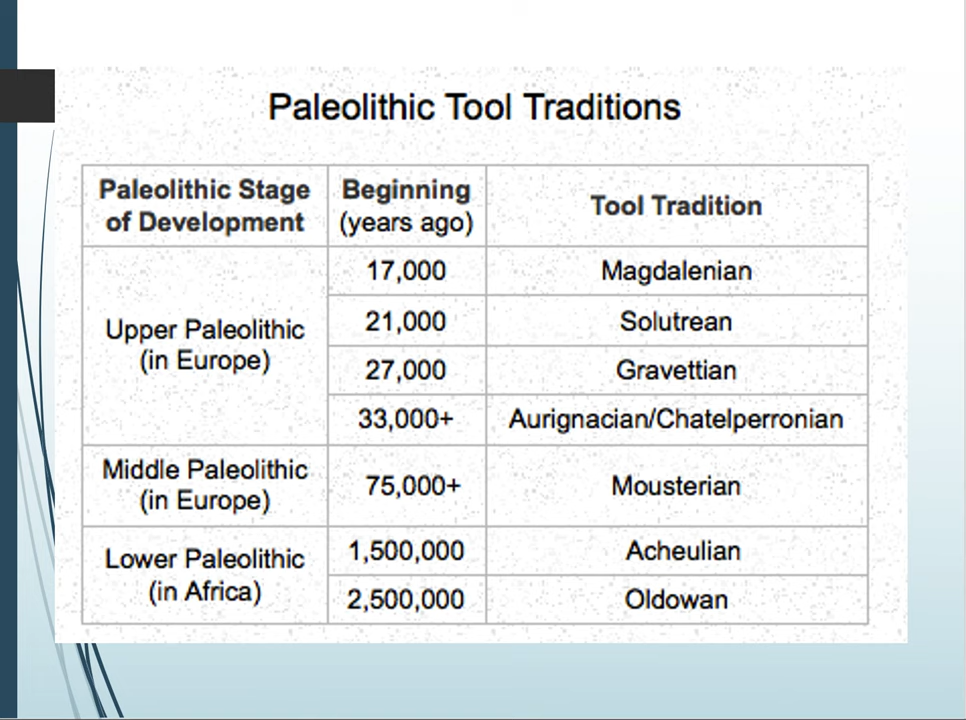 Paleolithic Tool Traditions
Paleolithic Stage
of Development
Beginning
(years ago)
Tool Tradition
Upper Paleolithic
(in Europe)
17,000
Magdalenian
21,000
Solutrean
27,000
Gravettian
33,000+
Aurignacian/Chatelperronian
Middle Paleolithic
(in Europe)
75,000+
Mousterian
Lower Paleolithic
(in Africa)
1,500,000
Acheulian
2,500,000
Oldowan